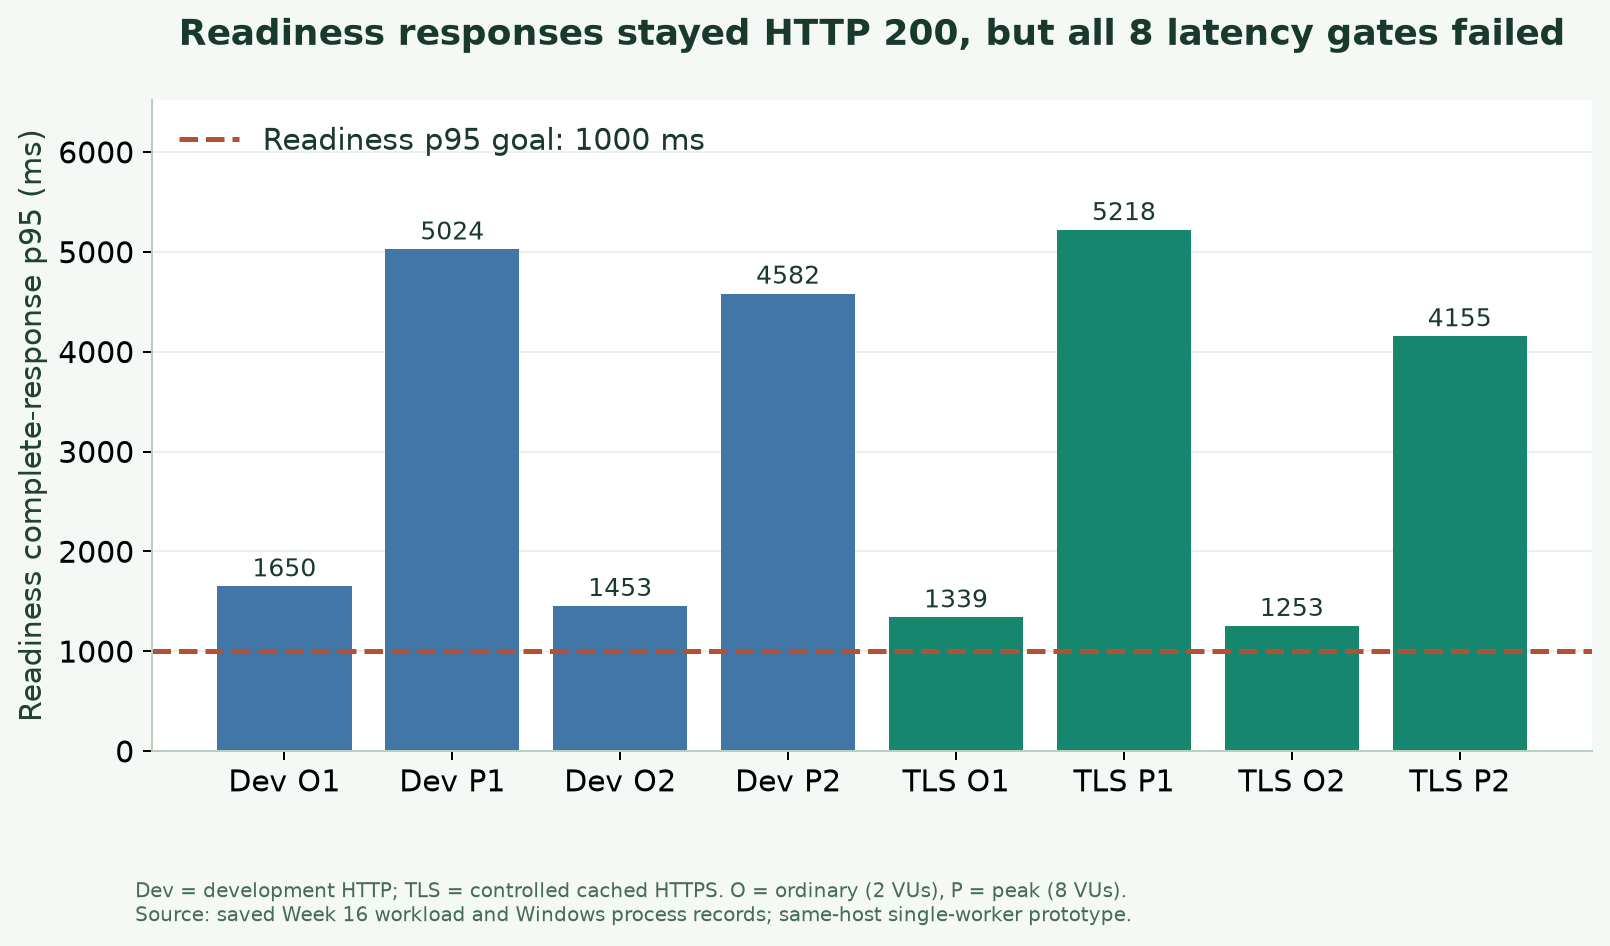 Readiness responses stayed HTTP 200, but all 8 latency gates failed
Readiness complete-response p95 (ms)
Readiness p95 goal: 1000 ms
6000
5000
4000
3000
2000
1000
0
1650
5024
1453
4582
1339
5218
1253
4155
Dev O1
Dev P1
Dev O2
Dev P2
TLS O1
TLS P1
TLS O2
TLS P2
Dev = development HTTP; TLS = controlled cached HTTPS. O = ordinary (2 VUs), P = peak (8 VUs).
Source: saved Week 16 workload and Windows process records; same-host single-worker prototype.